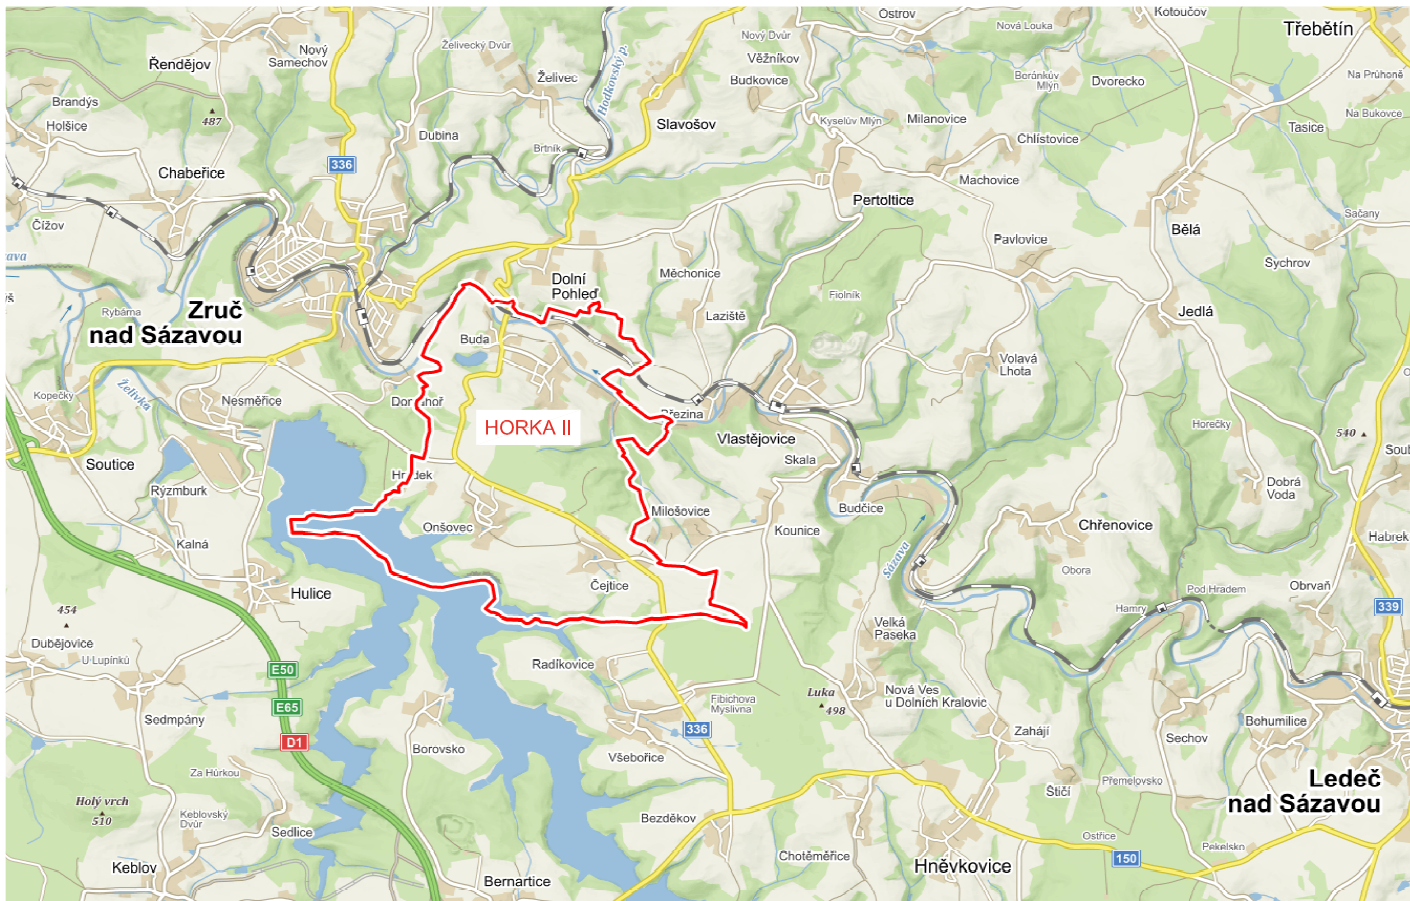 Ostrov
Kotoučov
Nová Louka
Třebětín
Nový Dvůr
Želivecký Dvůr
Nový
Samechov
Řendějov
Věžníkov
Želivec
Budkovice
Hodkovský p.
Boránkův
Mlýn
Dvorecko
Na Průhoně
Brandýs
487
Holšice
Slavošov
Kyselův Mlýn
Milanovice
Na Bukovce
Tasice
Dubina
Brtník
Chlístovice
336
Chabeřice
Machovice
Pertoltice
Čížov
Sačany
Bělá
Pavlovice
Sychrov
Měchonice
Dolní
Pohleď
Fiolník
Rybárna
Zruč
nad Sázavou
Laziště
Jedlá
Buda
Volavá
Lhota
Kopečky
Želivka
Nesměřice
Březina
HORKA II
Vlastějovice
Horečky
540
Soutice
Skala
Rýzmburk
Dobrá
Voda
Budčice
Milošovice
Onšovec
Kounice
Chřenovice
Kalná
Habrek
Sázava
Obora
Čejtice
Hulice
Pod Hradem
Obrvaň
454
Hamry
339
Velká
Paseka
Dubějovice
U Lupínků
Radíkovice
E50
Luka
498
Nová Ves
u Dolních Kralovic
Fibichova
Myslivna
E65
Sedmpány
336
Bohumilice
Zahájí
Sechov
D1
Borovsko
Všebořice
Za Hůrkou
Přemelovsko
Ledeč
nad Sázavou
Štičí
Holý vrch
510
Keblovský
Dvůr
Bezděkov
Sedlice
Ostřice
Pekelsko
Chotěměřice
150
Keblov
Hněvkovice
Bernartice